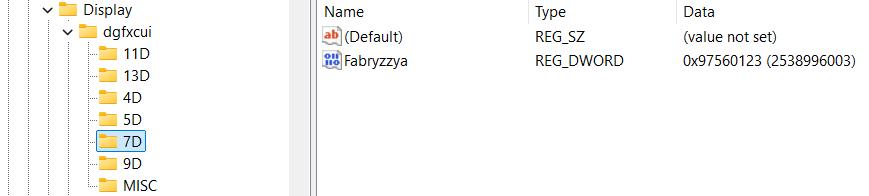 Display
dgfxcui
11D
13D
4D
5D
7D
9D
MISC
Name Type Data
(Default) REG_SZ (value not set)
Fabryzzya REG_DWORD 0x97560123 (2538996003)